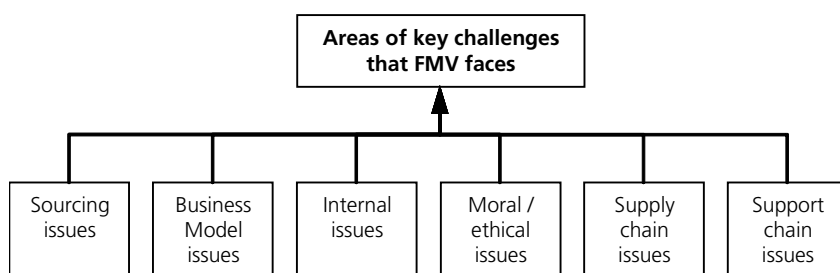 Areas of key challenges
that FMV faces
Sourcing
issues
Business
Model
issues
Internal
issues
Moral /
ethical
issues
Supply
chain
issues
Support
chain
issues